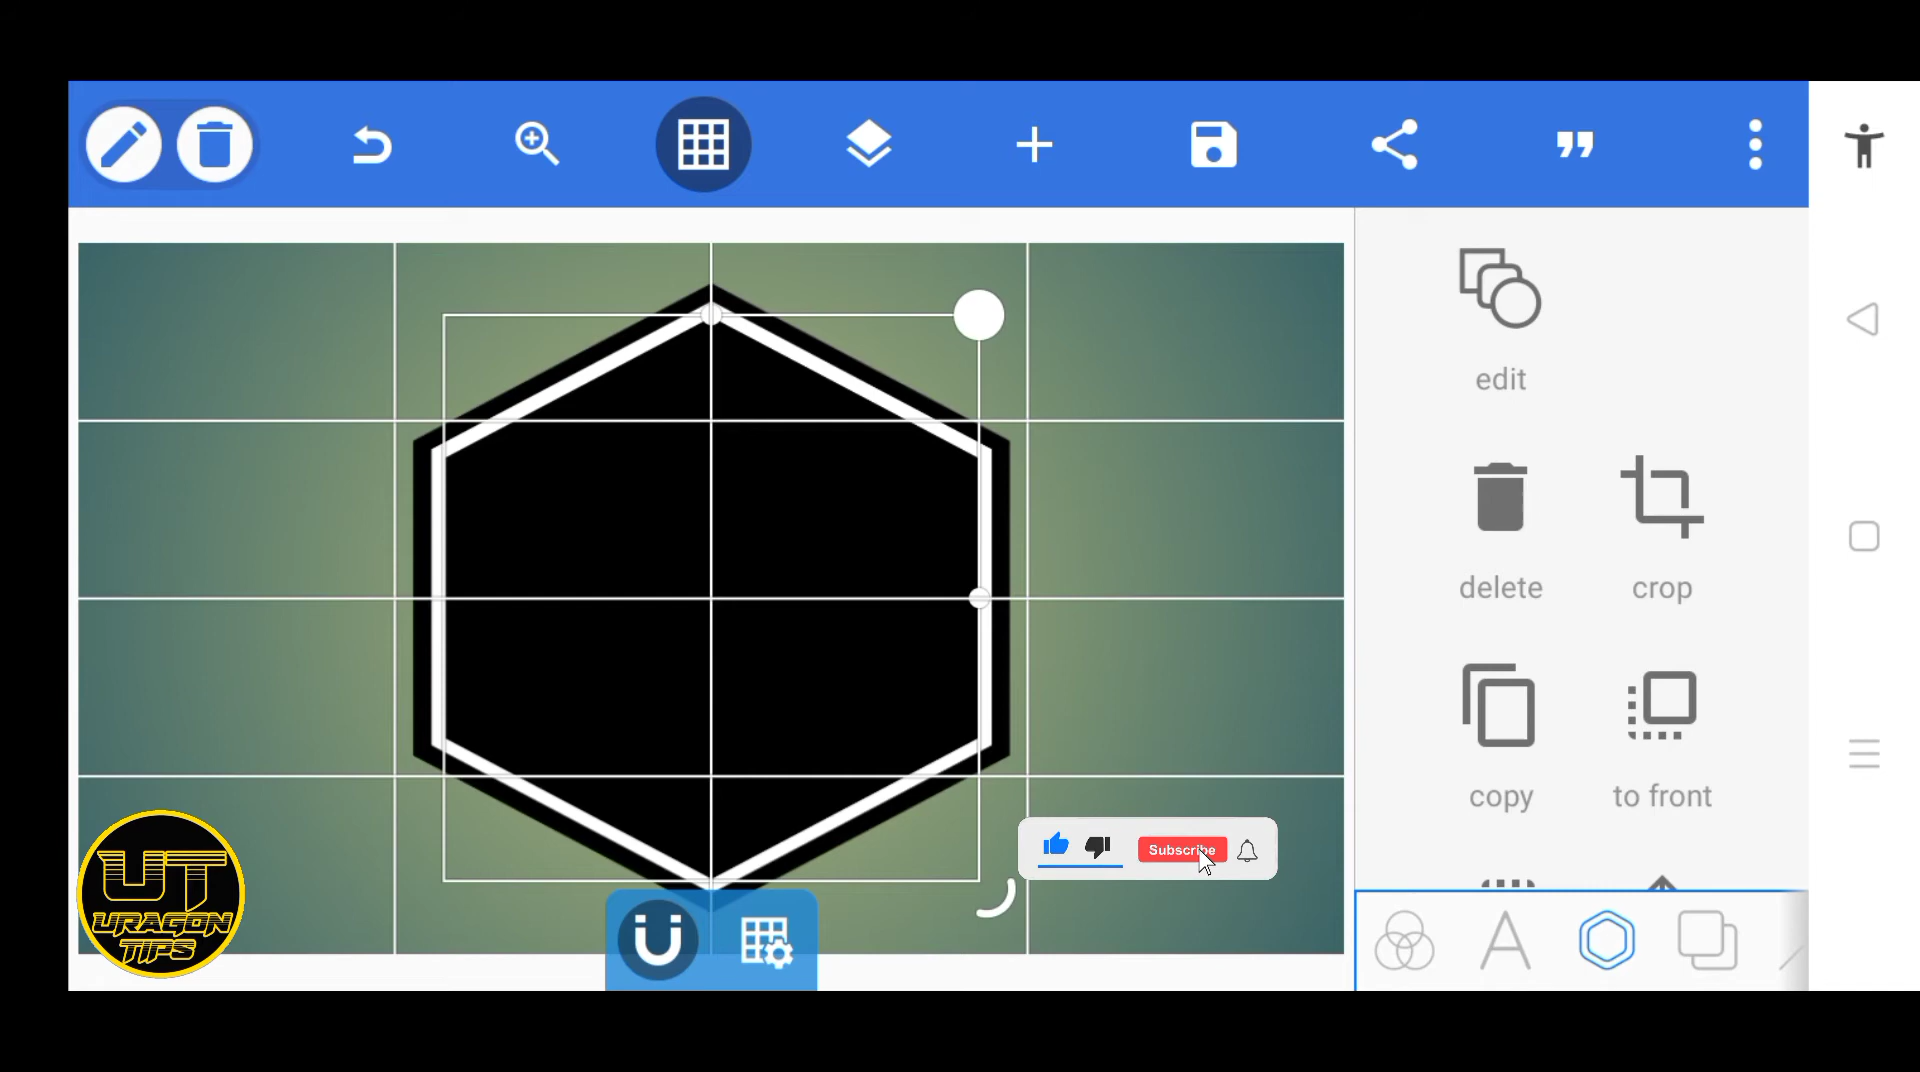 edit
delete
crop
copy
to front
Subscribe
UT
URAGON
TIPS